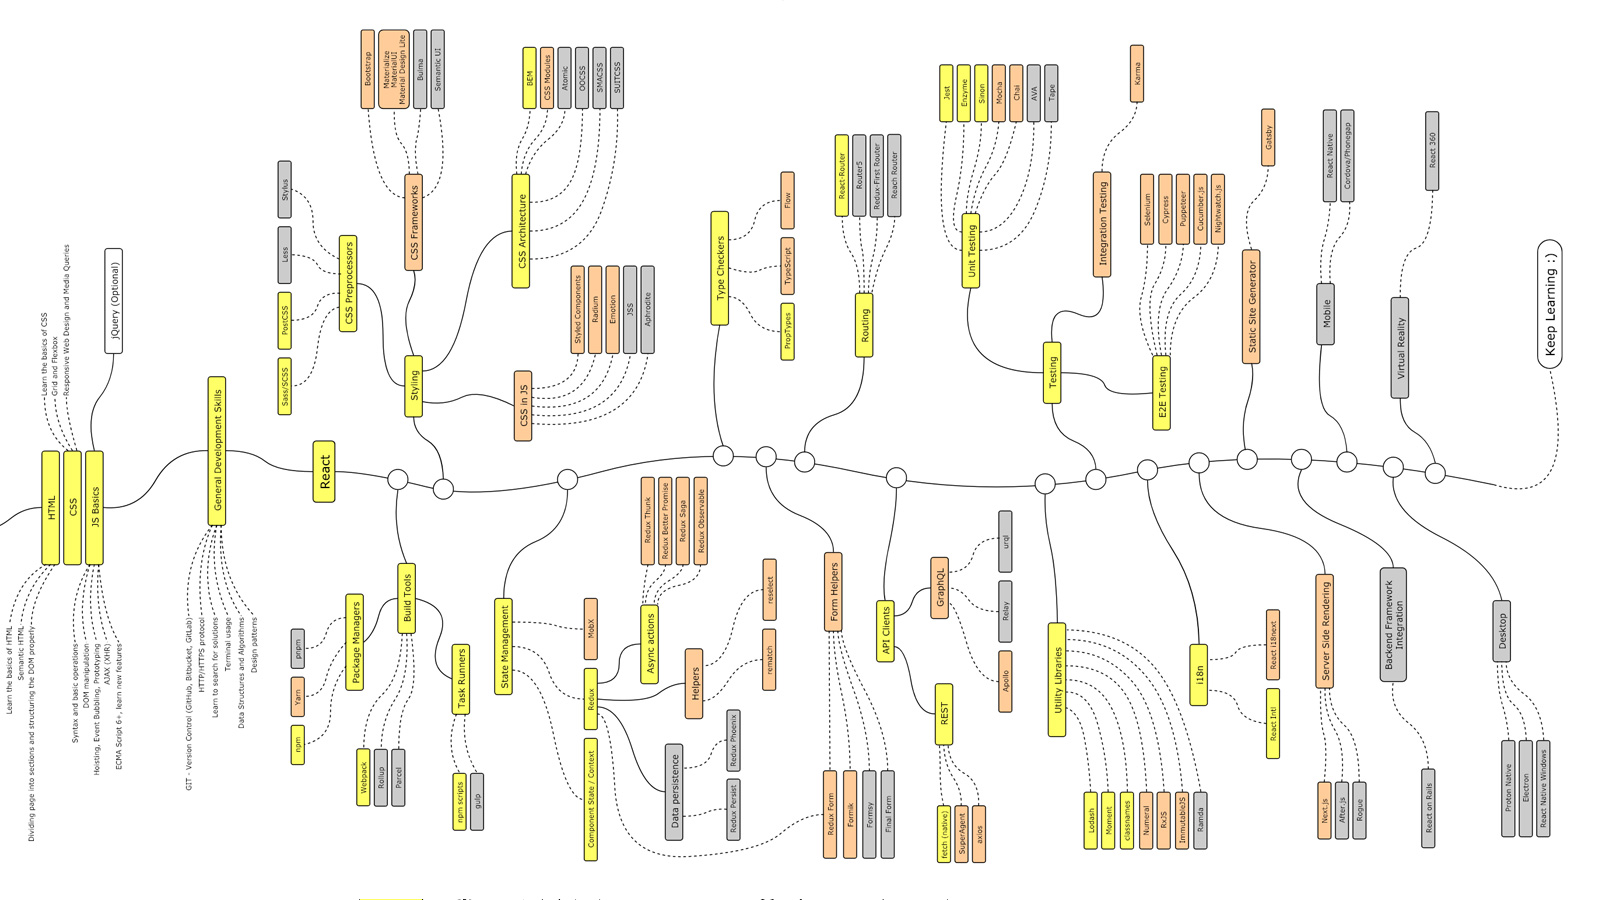 HTML
CSS
JS Basics
jQuery (Optional)
Learn the basics of CSS
Grid and Flexbox
Responsive Web Design and Media Queries
Learn the basics of HTML
Semantic HTML
Dividing page into sections and structuring the DOM properly
Syntax and basic operations
DOM manipulation
Hoisting, Event Bubbling, Prototyping
AJAX (XHR)
ECMA Script 6+, learn new features
General Development Skills
GIT - Version Control (GitHub, Bitbucket, GitLab)
HTTP/HTTPS protocol
Learn to search for solutions
Terminal usage
Data Structures and Algorithms
Design patterns
React
Styling
CSS Preprocessors
Stylus
Less
PostCSS
Sass/SCSS
CSS Frameworks
Bootstrap
Materialize
MaterialUI
Material Design Lite
Bulma
Semantic UI
CSS Architecture
BEM
CSS Modules
Atomic
OOCSS
SMACSS
SUITCSS
CSS in JS
Styled Components
Radium
Emotion
JSS
Aphrodite
Build Tools
Package Managers
pnpm
Yarn
npm
Task Runners
npm scripts
gulp
Webpack
Rollup
Parcel
State Management
MobX
Redux
Component State / Context
Async actions
Redux Thunk
Redux Better Promise
Redux Saga
Redux Observable
Helpers
reselect
rematch
Data persistence
Redux Phoenix
Redux Persist
Type Checkers
Flow
TypeScript
PropTypes
Form Helpers
Redux Form
Formik
Formsy
Final Form
Routing
React-Router
Router5
Redux-First Router
Reach Router
API Clients
GraphQL
urql
Relay
Apollo
REST
fetch (native)
SuperAgent
axios
Utility Libraries
Lodash
Moment
classnames
Numeral
RxJS
ImmutableJS
Ramda
Testing
Unit Testing
Jest
Enzyme
Sinon
Mocha
Chai
AVA
Tape
Integration Testing
Karma
E2E Testing
Selenium
Cypress
Puppeteer
Cucumber.js
Nightwatch.js
i18n
React i18next
React Intl
Server Side Rendering
Next.js
After.js
Rogue
Static Site Generator
Gatsby
Backend Framework
Integration
React on Rails
Mobile
React Native
Cordova/Phonegap
Desktop
Proton Native
Electron
React Native Windows
Virtual Reality
React 360
Keep Learning :)